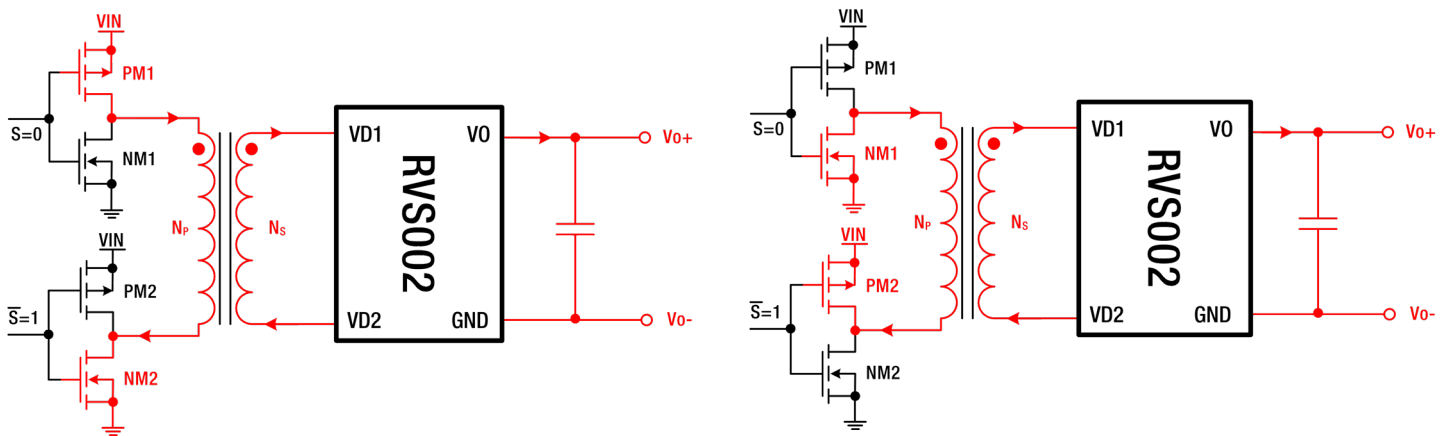 VIN
PM1
S=0
NM1
VD1
VO
Vo+
RVS002
NP
NS
VIN
PM2
S̅=1
VD2
GND
Vo-
NM2
VIN
PM1
S=0
NM1
VD1
VO
Vo+
RVS002
NP
NS
VIN
PM2
S̅=1
VD2
GND
Vo-
NM2